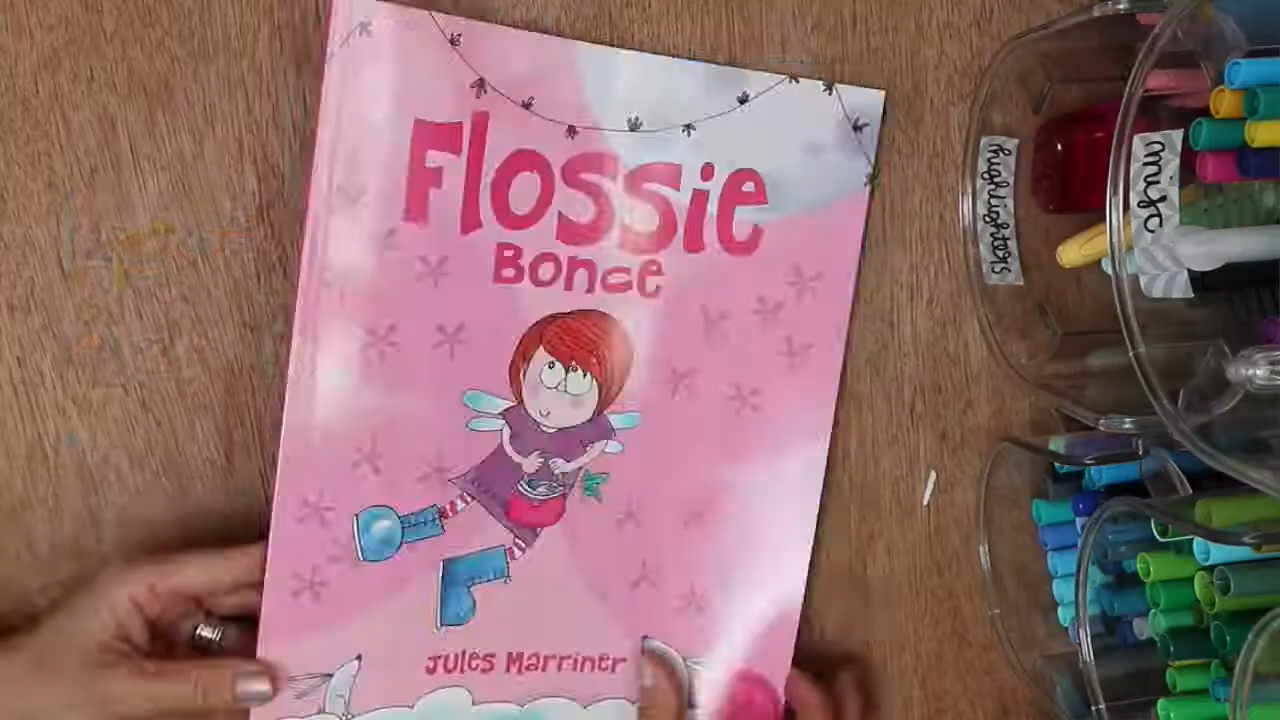 Flossie
Bonce
Jules Marriner
highlighters
misc